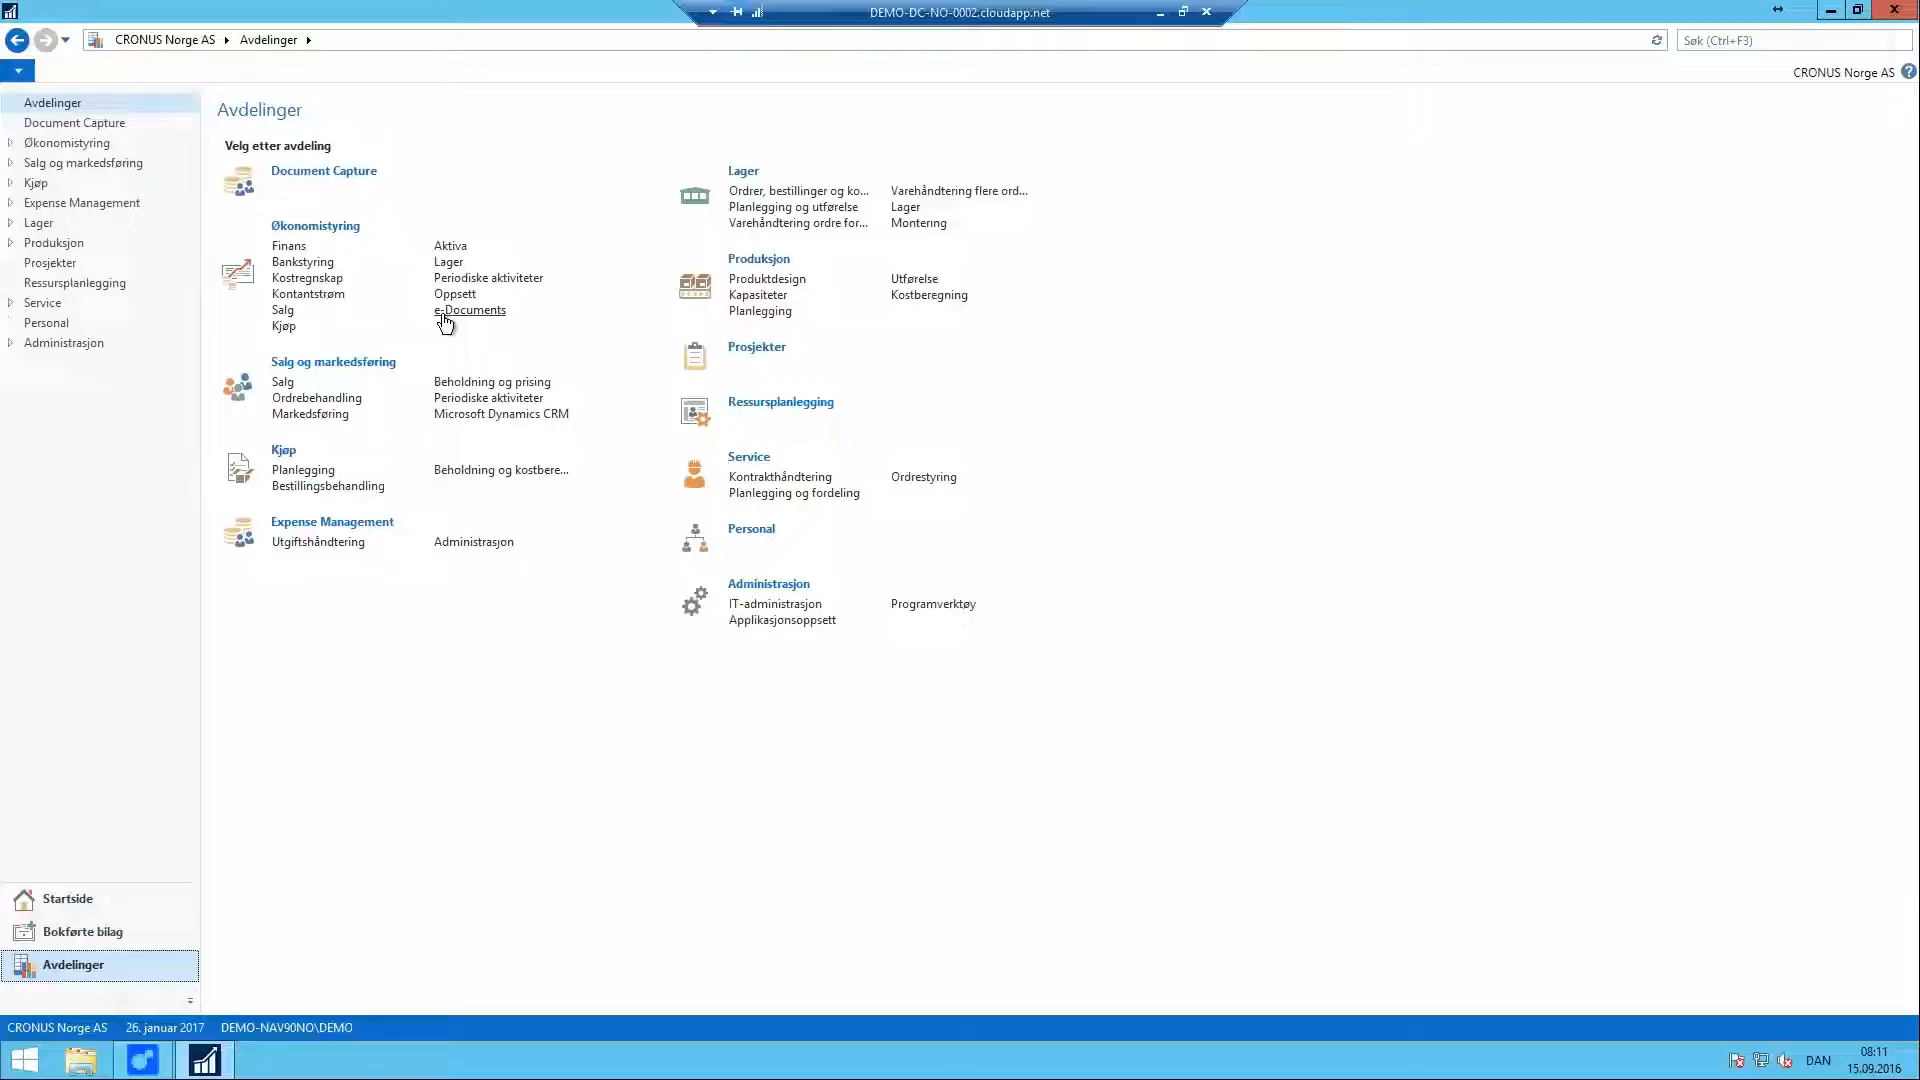 DEMO-DC-NO-0002.cloudapp.net
CRONUS Norge AS
Avdelinger
Søk (Ctrl+F3)
CRONUS Norge AS
Avdelinger
Document Capture
Økonomistyring
Salg og markedsføring
Kjøp
Expense Management
Lager
Produksjon
Prosjekter
Ressursplanlegging
Service
Personal
Administrasjon
Avdelinger
Velg etter avdeling
Document Capture
Økonomistyring
Finans
Aktiva
Bankstyring
Lager
Kostregnskap
Periodiske aktiviteter
Kontantstrøm
Oppsett
Salg
e-Documents
Kjøp
Salg og markedsføring
Salg
Beholdning og prising
Ordrebehandling
Periodiske aktiviteter
Markedsføring
Microsoft Dynamics CRM
Kjøp
Planlegging
Beholdning og kostbere...
Bestillingsbehandling
Expense Management
Utgiftshåndtering
Administrasjon
Lager
Ordrer, bestillinger og ko...
Varehåndtering flere ord...
Planlegging og utførelse
Lager
Varehåndtering ordre for...
Montering
Produksjon
Produktdesign
Utførelse
Kapasiteter
Kostberegning
Planlegging
Prosjekter
Ressursplanlegging
Service
Kontrakthåndtering
Ordrestyring
Planlegging og fordeling
Personal
Administrasjon
IT-administrasjon
Programverktøy
Applikasjonsoppsett
Startside
Bokførte bilag
Avdelinger
CRONUS Norge AS
26. januar 2017
DEMO-NAV90NO\DEMO
DAN
08:11
15.09.2016